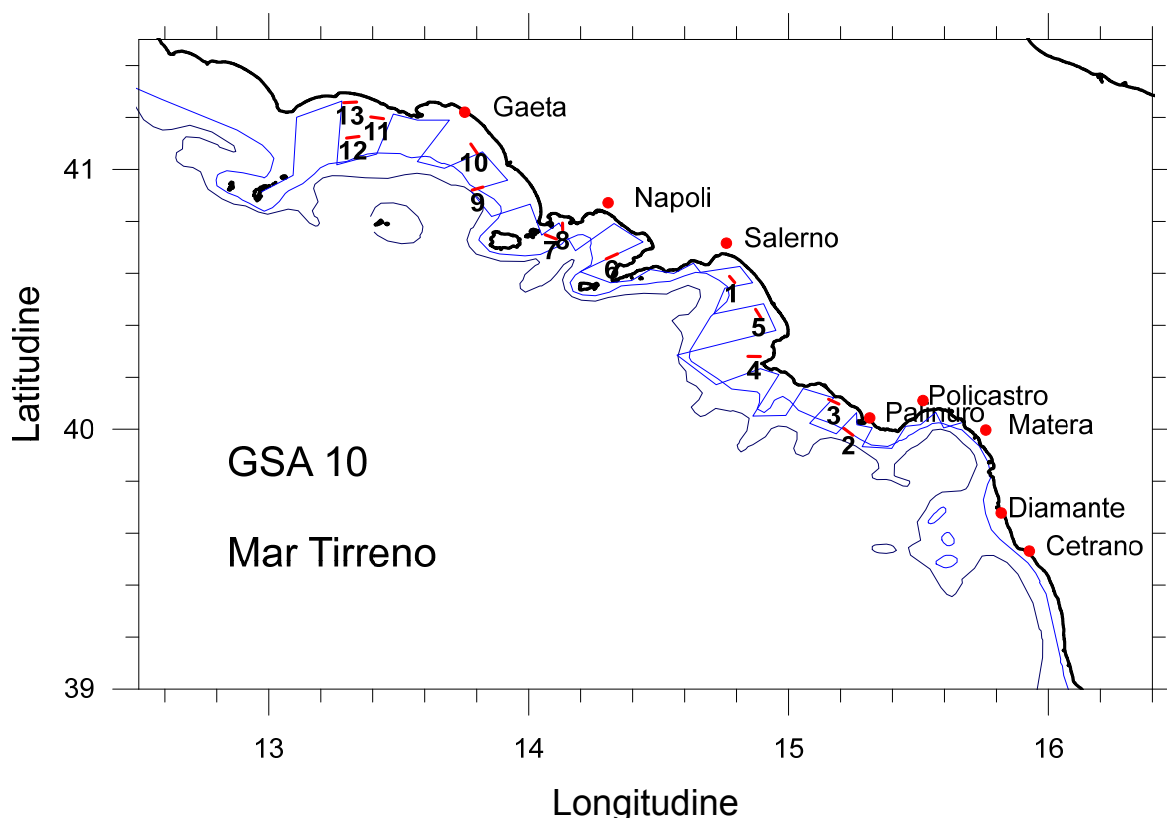 13
Gaeta
11
41
12
10
Napoli
9
8
7
Salerno
6
1
5
4
Policastro
3
Palinuro
Matera
40
2
GSA 10
Diamante
Mar Tirreno
Cetrano
39
13
14
15
16
Longitudine
Latitudine